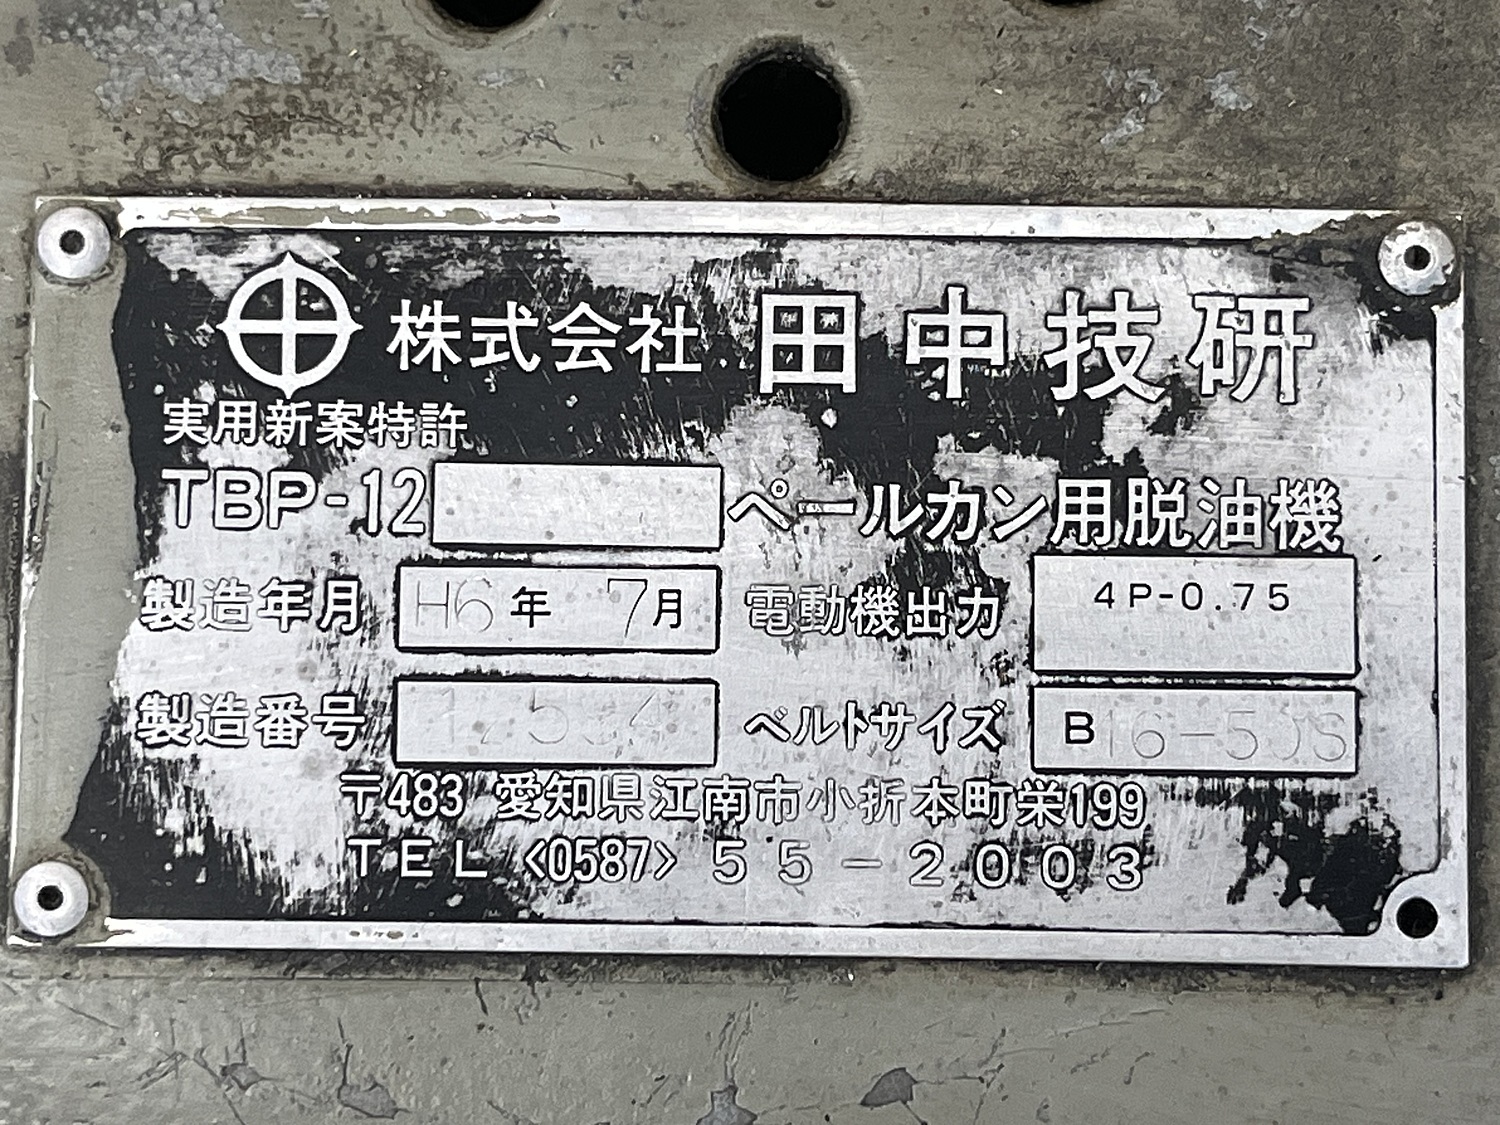 株式会社 田中技研
実用新案特許
TBP-12 ペールカン用脱油機
製造年月 H6年 7月 電動機出力 4P-0.75
製造番号 ベルトサイズ B
〒483 愛知県江南市小折本町栄199
TEL <0587> 55-2003